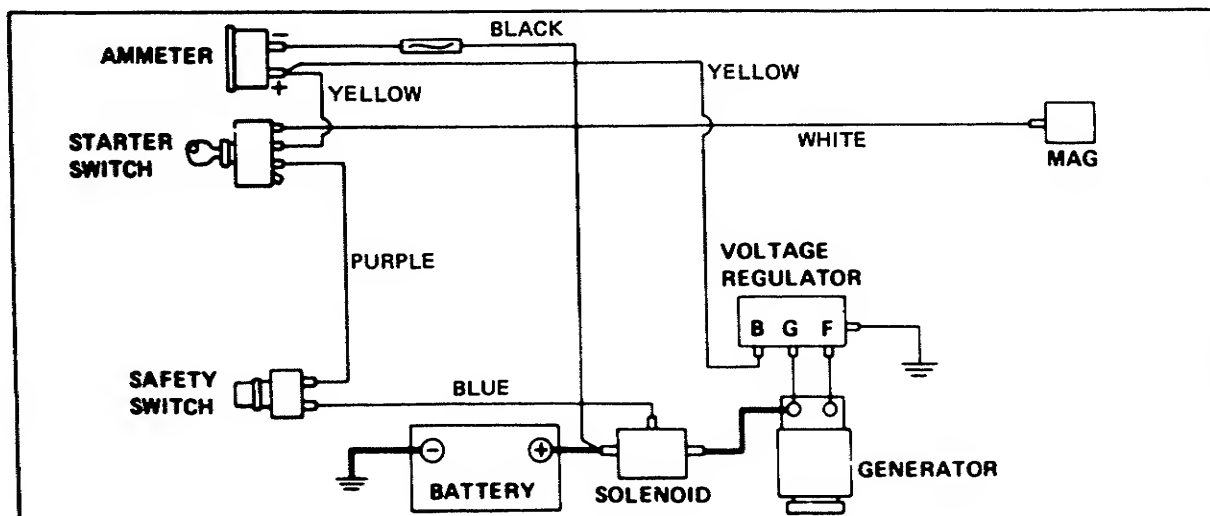 BLACK
−
AMMETER
YELLOW
+
YELLOW
STARTER
SWITCH
WHITE
MAG
PURPLE
VOLTAGE
REGULATOR
B G F
SAFETY
SWITCH
BLUE
− +
GENERATOR
BATTERY
SOLENOID